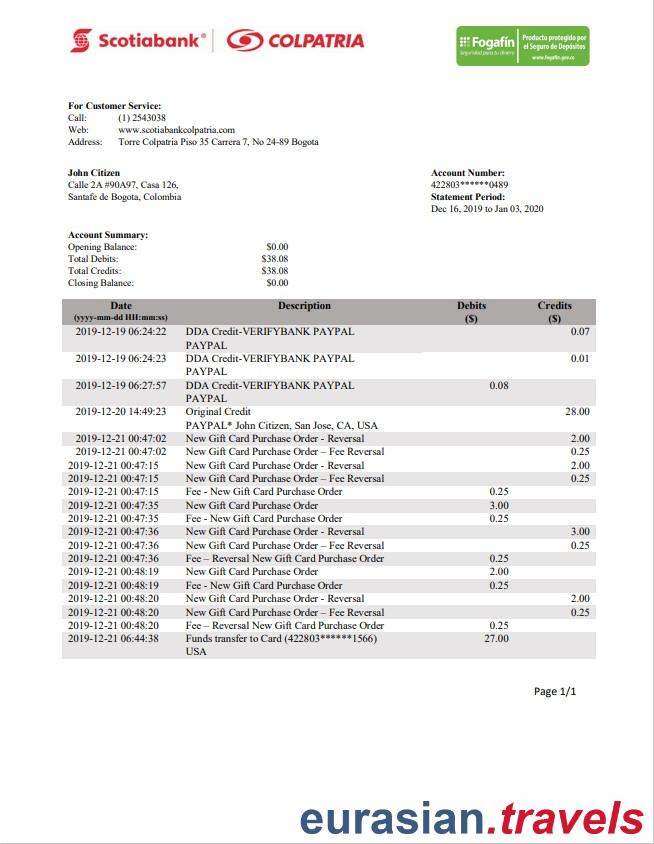 Scotiabank® COLPATRIA
Fogafín Producto protegido por
el Seguro de Depósitos
Seguridad para tu dinero
www.fogafin.gov.co
For Customer Service:
Call: (1) 2543038
Web: www.scotiabankcolpatria.com
Address: Torre Colpatria Piso 35 Carrera 7, No 24-89 Bogota
John Citizen
Calle 2A #90A97, Casa 126,
Santafe de Bogota, Colombia
Account Number:
422803******0489
Statement Period:
Dec 16, 2019 to Jan 03, 2020
Account Summary:
Opening Balance: $0.00
Total Debits: $38.08
Total Credits: $38.08
Closing Balance: $0.00
Date Description Debits Credits
(yyyy-mm-dd HH:mm:ss) ($) ($)
2019-12-19 06:24:22 DDA Credit-VERIFYBANK PAYPAL 0.07
PAYPAL
2019-12-19 06:24:23 DDA Credit-VERIFYBANK PAYPAL 0.01
PAYPAL
2019-12-19 06:27:57 DDA Credit-VERIFYBANK PAYPAL 0.08
PAYPAL
2019-12-20 14:49:23 Original Credit 28.00
PAYPAL* John Citizen, San Jose, CA, USA
2019-12-21 00:47:02 New Gift Card Purchase Order - Reversal 2.00
2019-12-21 00:47:02 New Gift Card Purchase Order – Fee Reversal 0.25
2019-12-21 00:47:15 New Gift Card Purchase Order - Reversal 2.00
2019-12-21 00:47:15 New Gift Card Purchase Order – Fee Reversal 0.25
2019-12-21 00:47:15 Fee - New Gift Card Purchase Order 0.25
2019-12-21 00:47:35 New Gift Card Purchase Order 3.00
2019-12-21 00:47:35 Fee - New Gift Card Purchase Order 0.25
2019-12-21 00:47:36 New Gift Card Purchase Order - Reversal 3.00
2019-12-21 00:47:36 New Gift Card Purchase Order – Fee Reversal 0.25
2019-12-21 00:47:36 Fee – Reversal New Gift Card Purchase Order 0.25
2019-12-21 00:48:19 New Gift Card Purchase Order 2.00
2019-12-21 00:48:19 Fee - New Gift Card Purchase Order 0.25
2019-12-21 00:48:20 New Gift Card Purchase Order - Reversal 2.00
2019-12-21 00:48:20 New Gift Card Purchase Order – Fee Reversal 0.25
2019-12-21 00:48:20 Fee – Reversal New Gift Card Purchase Order 0.25
2019-12-21 06:44:38 Funds transfer to Card (422803******1566) 27.00
USA
Page 1/1
eurasian.travels